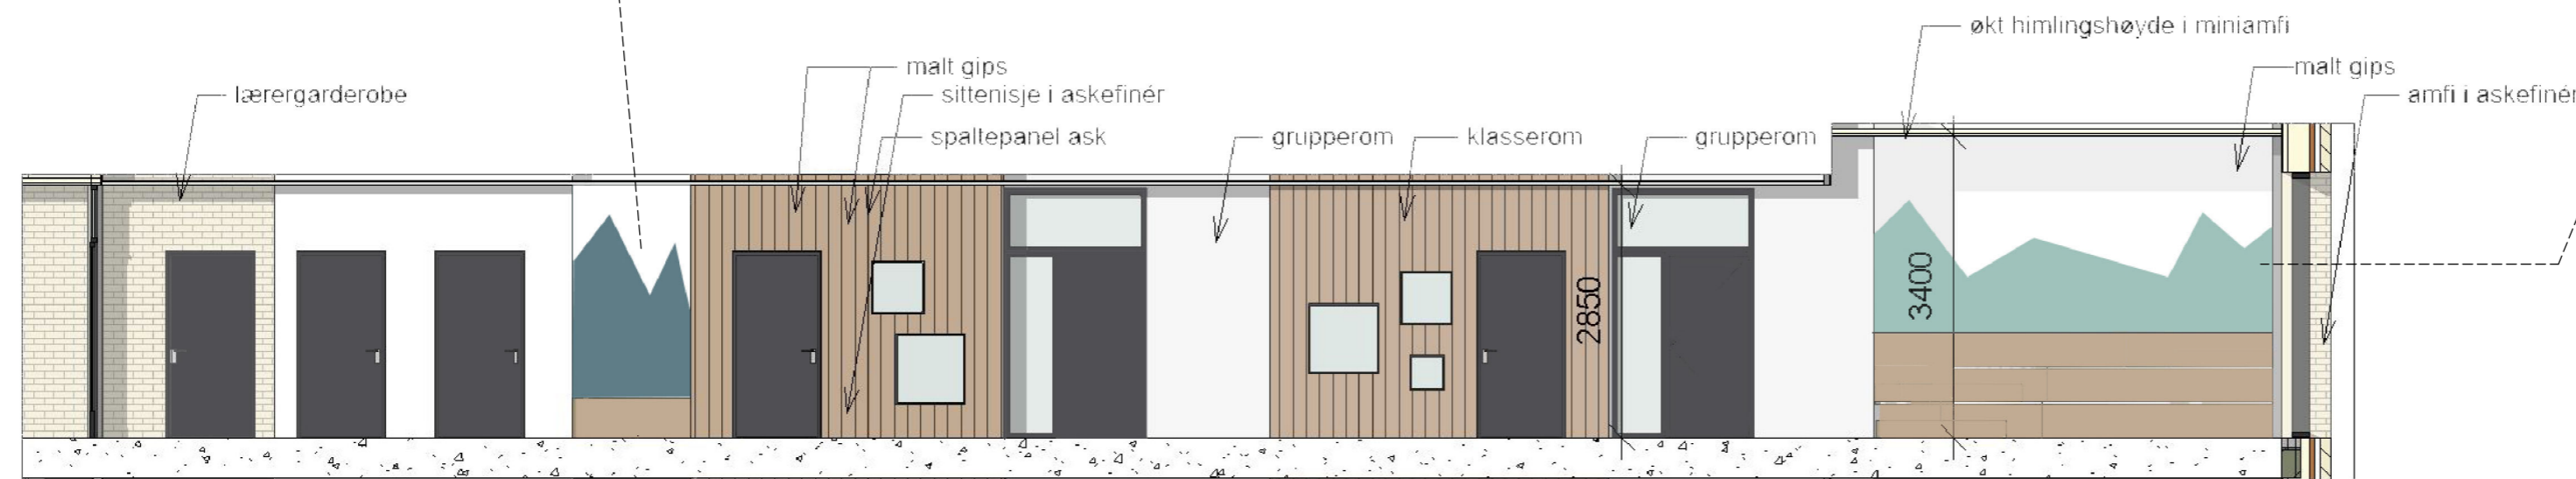 økt himlingshøyde i miniamfi
malt gips
malt gips
lærergarderobe
sittenisje i askefinér
amfi i askefinér
spaltepanel ask
grupperom
klasserom
grupperom
2850
3400